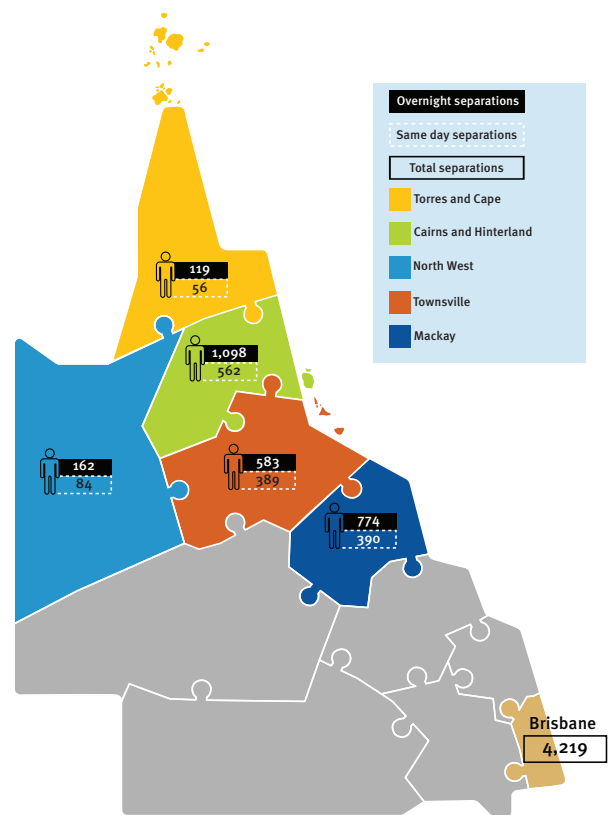 Overnight separations
Same day separations
Total separations
Torres and Cape
Cairns and Hinterland
North West
Townsville
Mackay
119
56
1,098
562
162
84
583
389
774
390
Brisbane
4,219